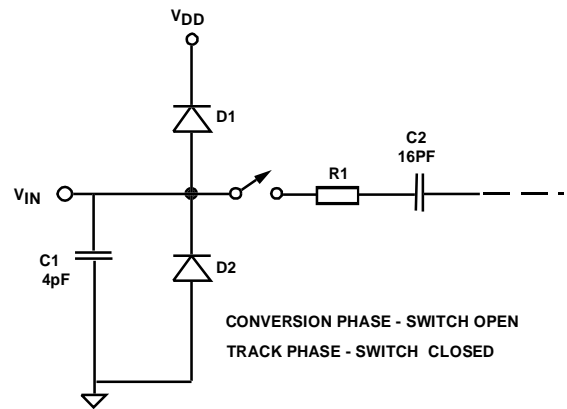 VDD
D1
C2
16PF
R1
VIN
C1
4pF
D2
CONVERSION PHASE - SWITCH OPEN
TRACK PHASE - SWITCH CLOSED